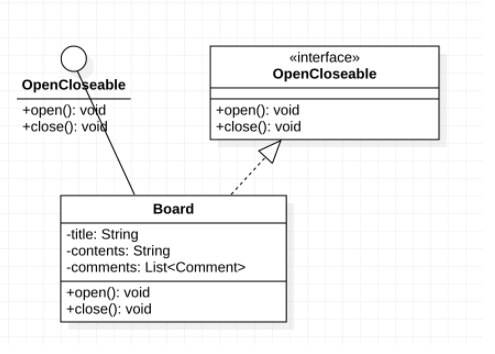 OpenCloseable
+open(): void
+close(): void
«interface»
OpenCloseable
+open(): void
+close(): void
Board
-title: String
-contents: String
-comments: List<Comment>
+open(): void
+close(): void